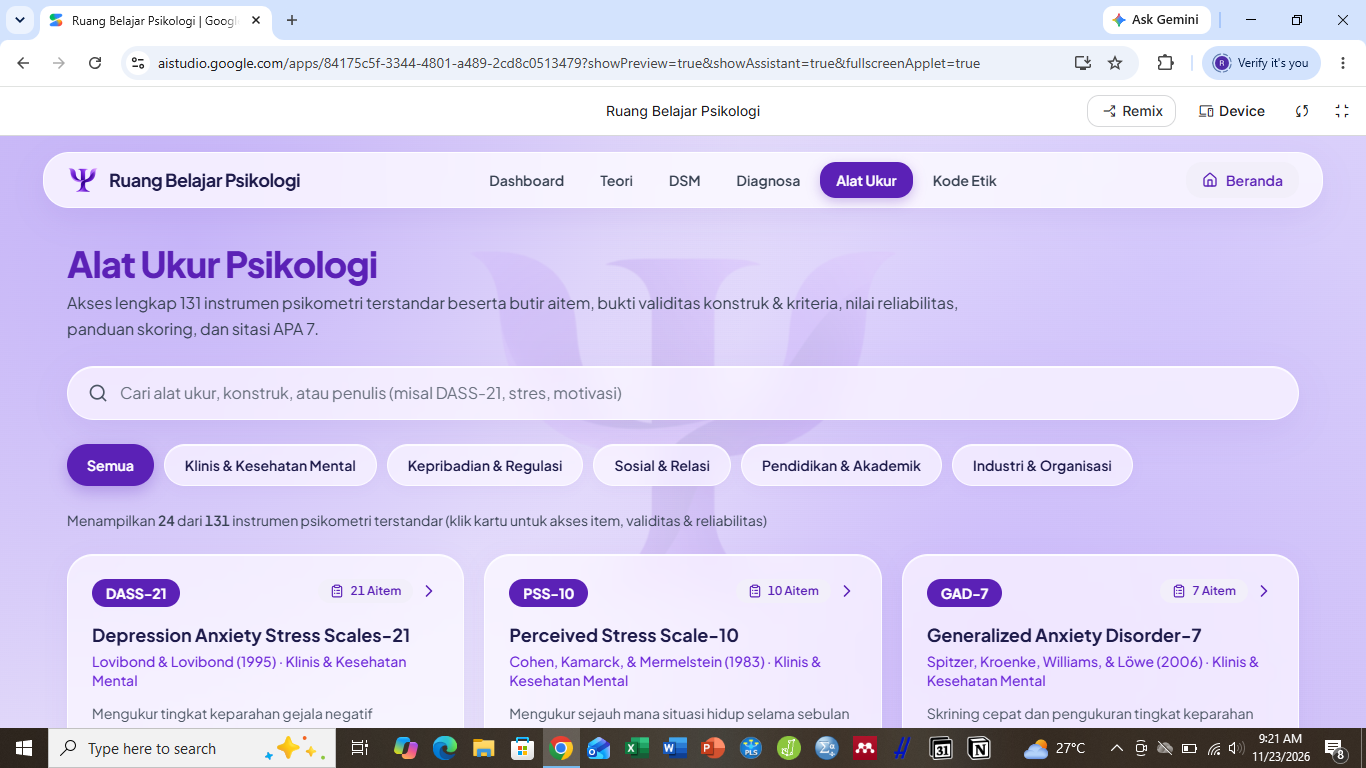 Ruang Belajar Psikologi | Googl
Ask Gemini
aistudio.google.com/apps/84175c5f-3344-4801-a489-2cd8c0513479?showPreview=true&showAssistant=true&fullscreenApplet=true
R
Verify it's you
Ruang Belajar Psikologi
Remix
Device
Ruang Belajar Psikologi
Dashboard
Teori
DSM
Diagnosa
Alat Ukur
Kode Etik
Beranda
Alat Ukur Psikologi
Akses lengkap 131 instrumen psikometri terstandar beserta butir aitem, bukti validitas konstruk & kriteria, nilai reliabilitas,
panduan skoring, dan sitasi APA 7.
Cari alat ukur, konstruk, atau penulis (misal DASS-21, stres, motivasi)
Semua
Klinis & Kesehatan Mental
Kepribadian & Regulasi
Sosial & Relasi
Pendidikan & Akademik
Industri & Organisasi
Menampilkan 24 dari 131 instrumen psikometri terstandar (klik kartu untuk akses item, validitas & reliabilitas)
DASS-21
21 Aitem
Depression Anxiety Stress Scales-21
Lovibond & Lovibond (1995) · Klinis & Kesehatan
Mental
Mengukur tingkat keparahan gejala negatif
PSS-10
10 Aitem
Perceived Stress Scale-10
Cohen, Kamarck, & Mermelstein (1983) · Klinis &
Kesehatan Mental
Mengukur sejauh mana situasi hidup selama sebulan
GAD-7
7 Aitem
Generalized Anxiety Disorder-7
Spitzer, Kroenke, Williams, & Löwe (2006) · Klinis &
Kesehatan Mental
Skrining cepat dan pengukuran tingkat keparahan
Type here to search
PLS
31
27°C
9:21 AM
11/23/2026
8